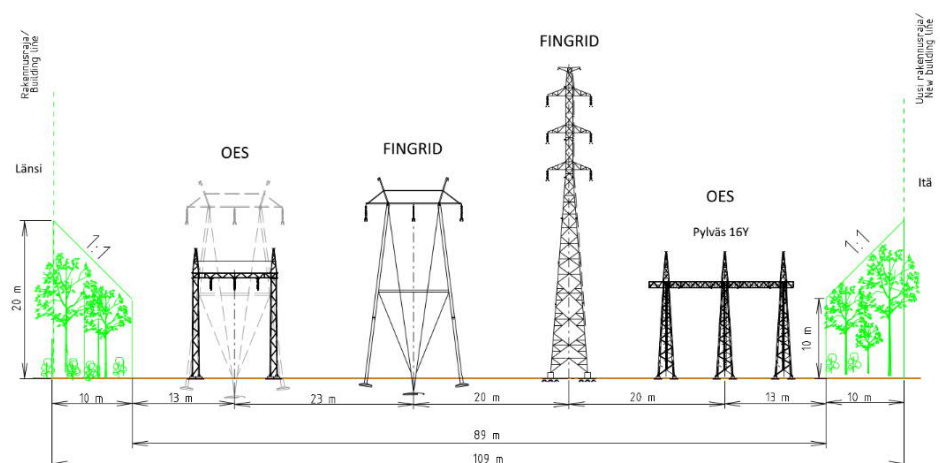 Rakennusraja/
Building line
Uusi rakennusraja/
New building line
FINGRID
OES
FINGRID
OES
Länsi
Itä
Pylväs 16Y
1:1
1:1
20 m
10 m
10 m
13 m
23 m
20 m
20 m
13 m
10 m
89 m
109 m